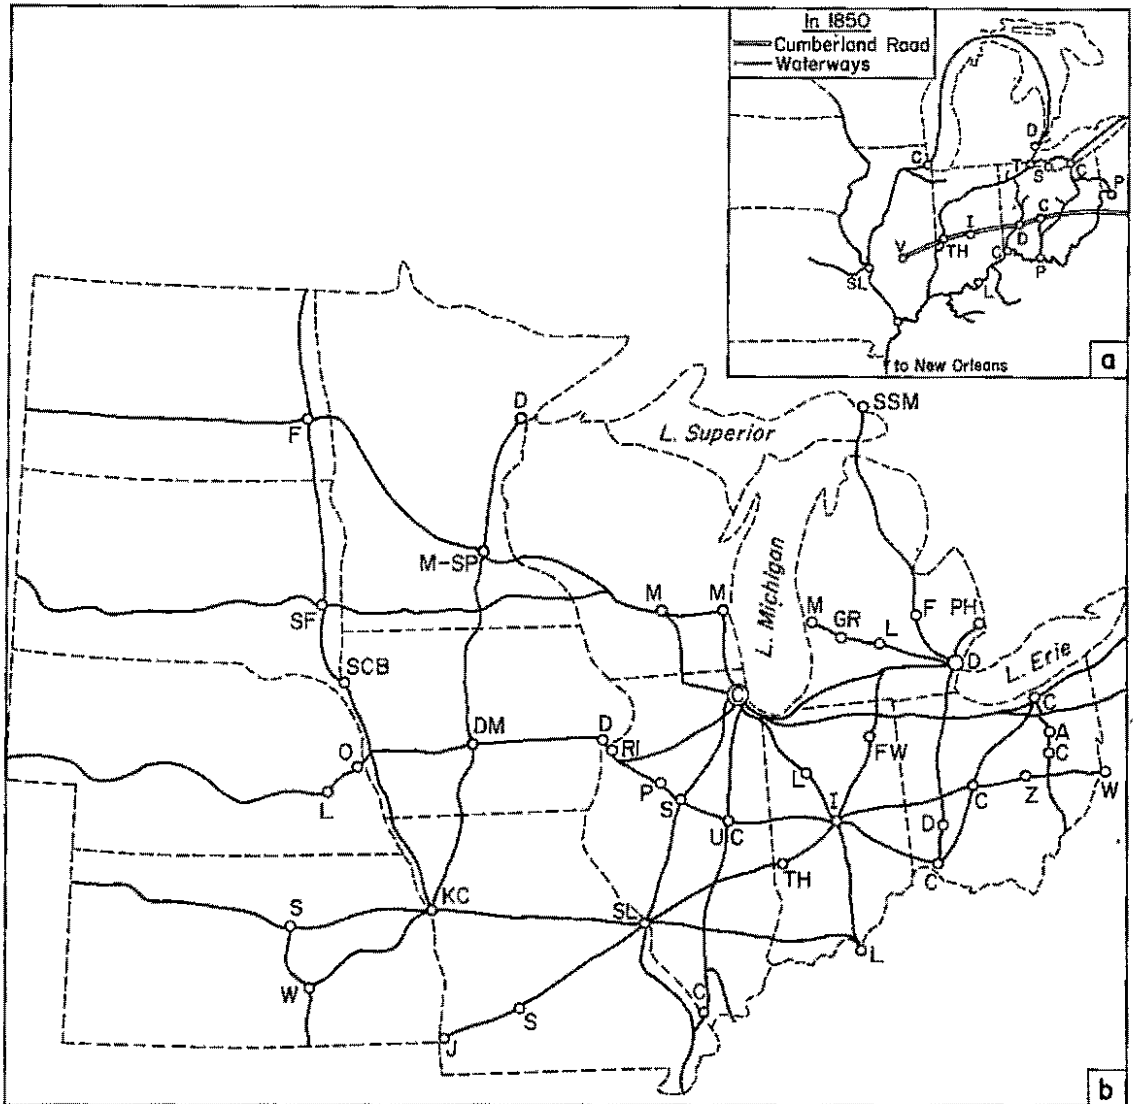 In 1850
Cumberland Road
Waterways
D
C
T
S
C
P
C
I
D
V
TH
C
P
SL
L
to New Orleans
a
D
SSM
F
L. Superior
M-SP
L. Michigan
M
M
M
GR
L
F
PH
SF
D
L. Erie
SCB
C
C
DM
D
RI
A
FW
C
O
L
P
L
S
I
C
Z
W
UC
D
TH
C
S
KC
SL
L
W
C
S
J
b